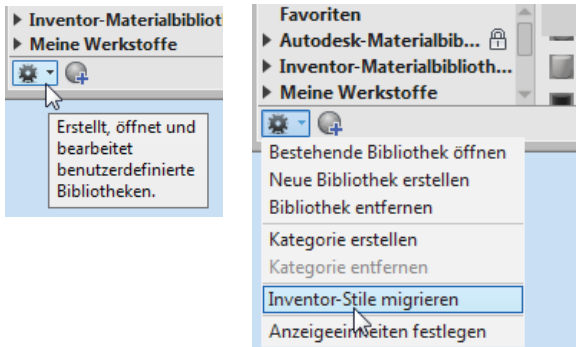 Inventor-Materialbibliot
Meine Werkstoffe
Erstellt, öffnet und
bearbeitet
benutzerdefinierte
Bibliotheken.
Favoriten
Autodesk-Materialbib...
Inventor-Materialbiblioth...
Meine Werkstoffe
Bestehende Bibliothek öffnen
Neue Bibliothek erstellen
Bibliothek entfernen
Kategorie erstellen
Kategorie entfernen
Inventor-Stile migrieren
Anzeigeeinheiten festlegen